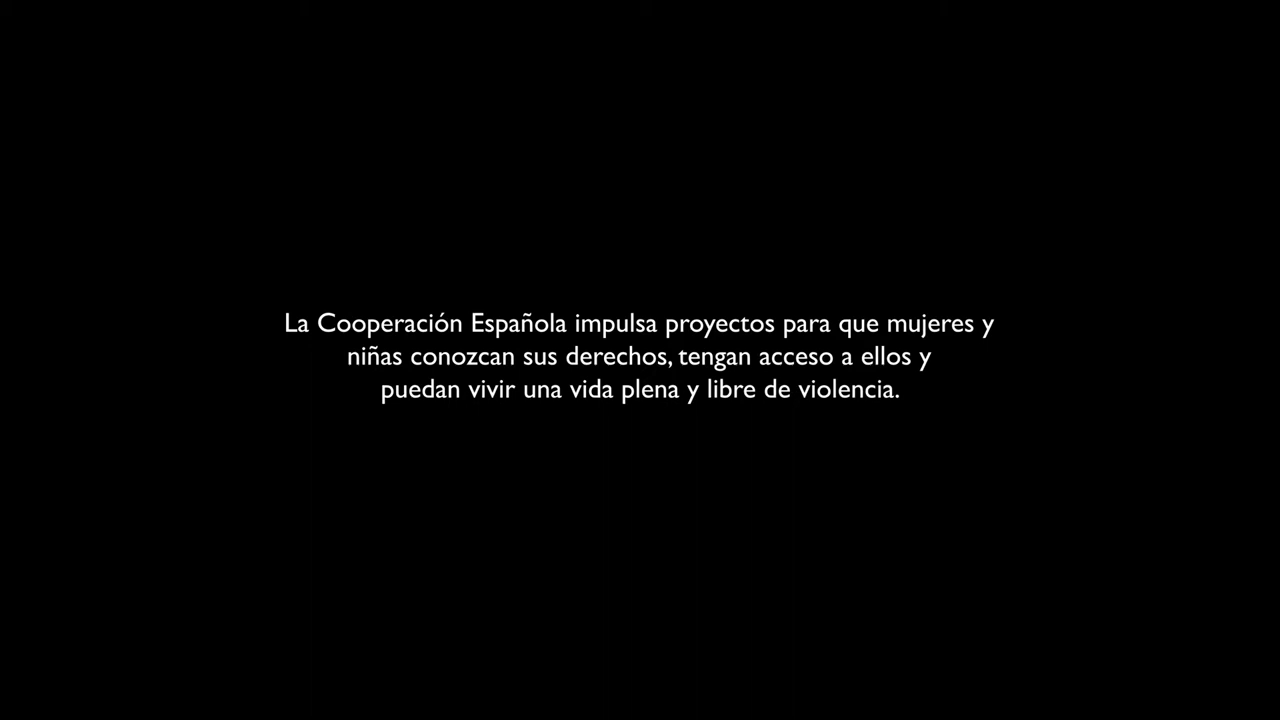 La Cooperación Española impulsa proyectos para que mujeres y
niñas conozcan sus derechos, tengan acceso a ellos y
puedan vivir una vida plena y libre de violencia.